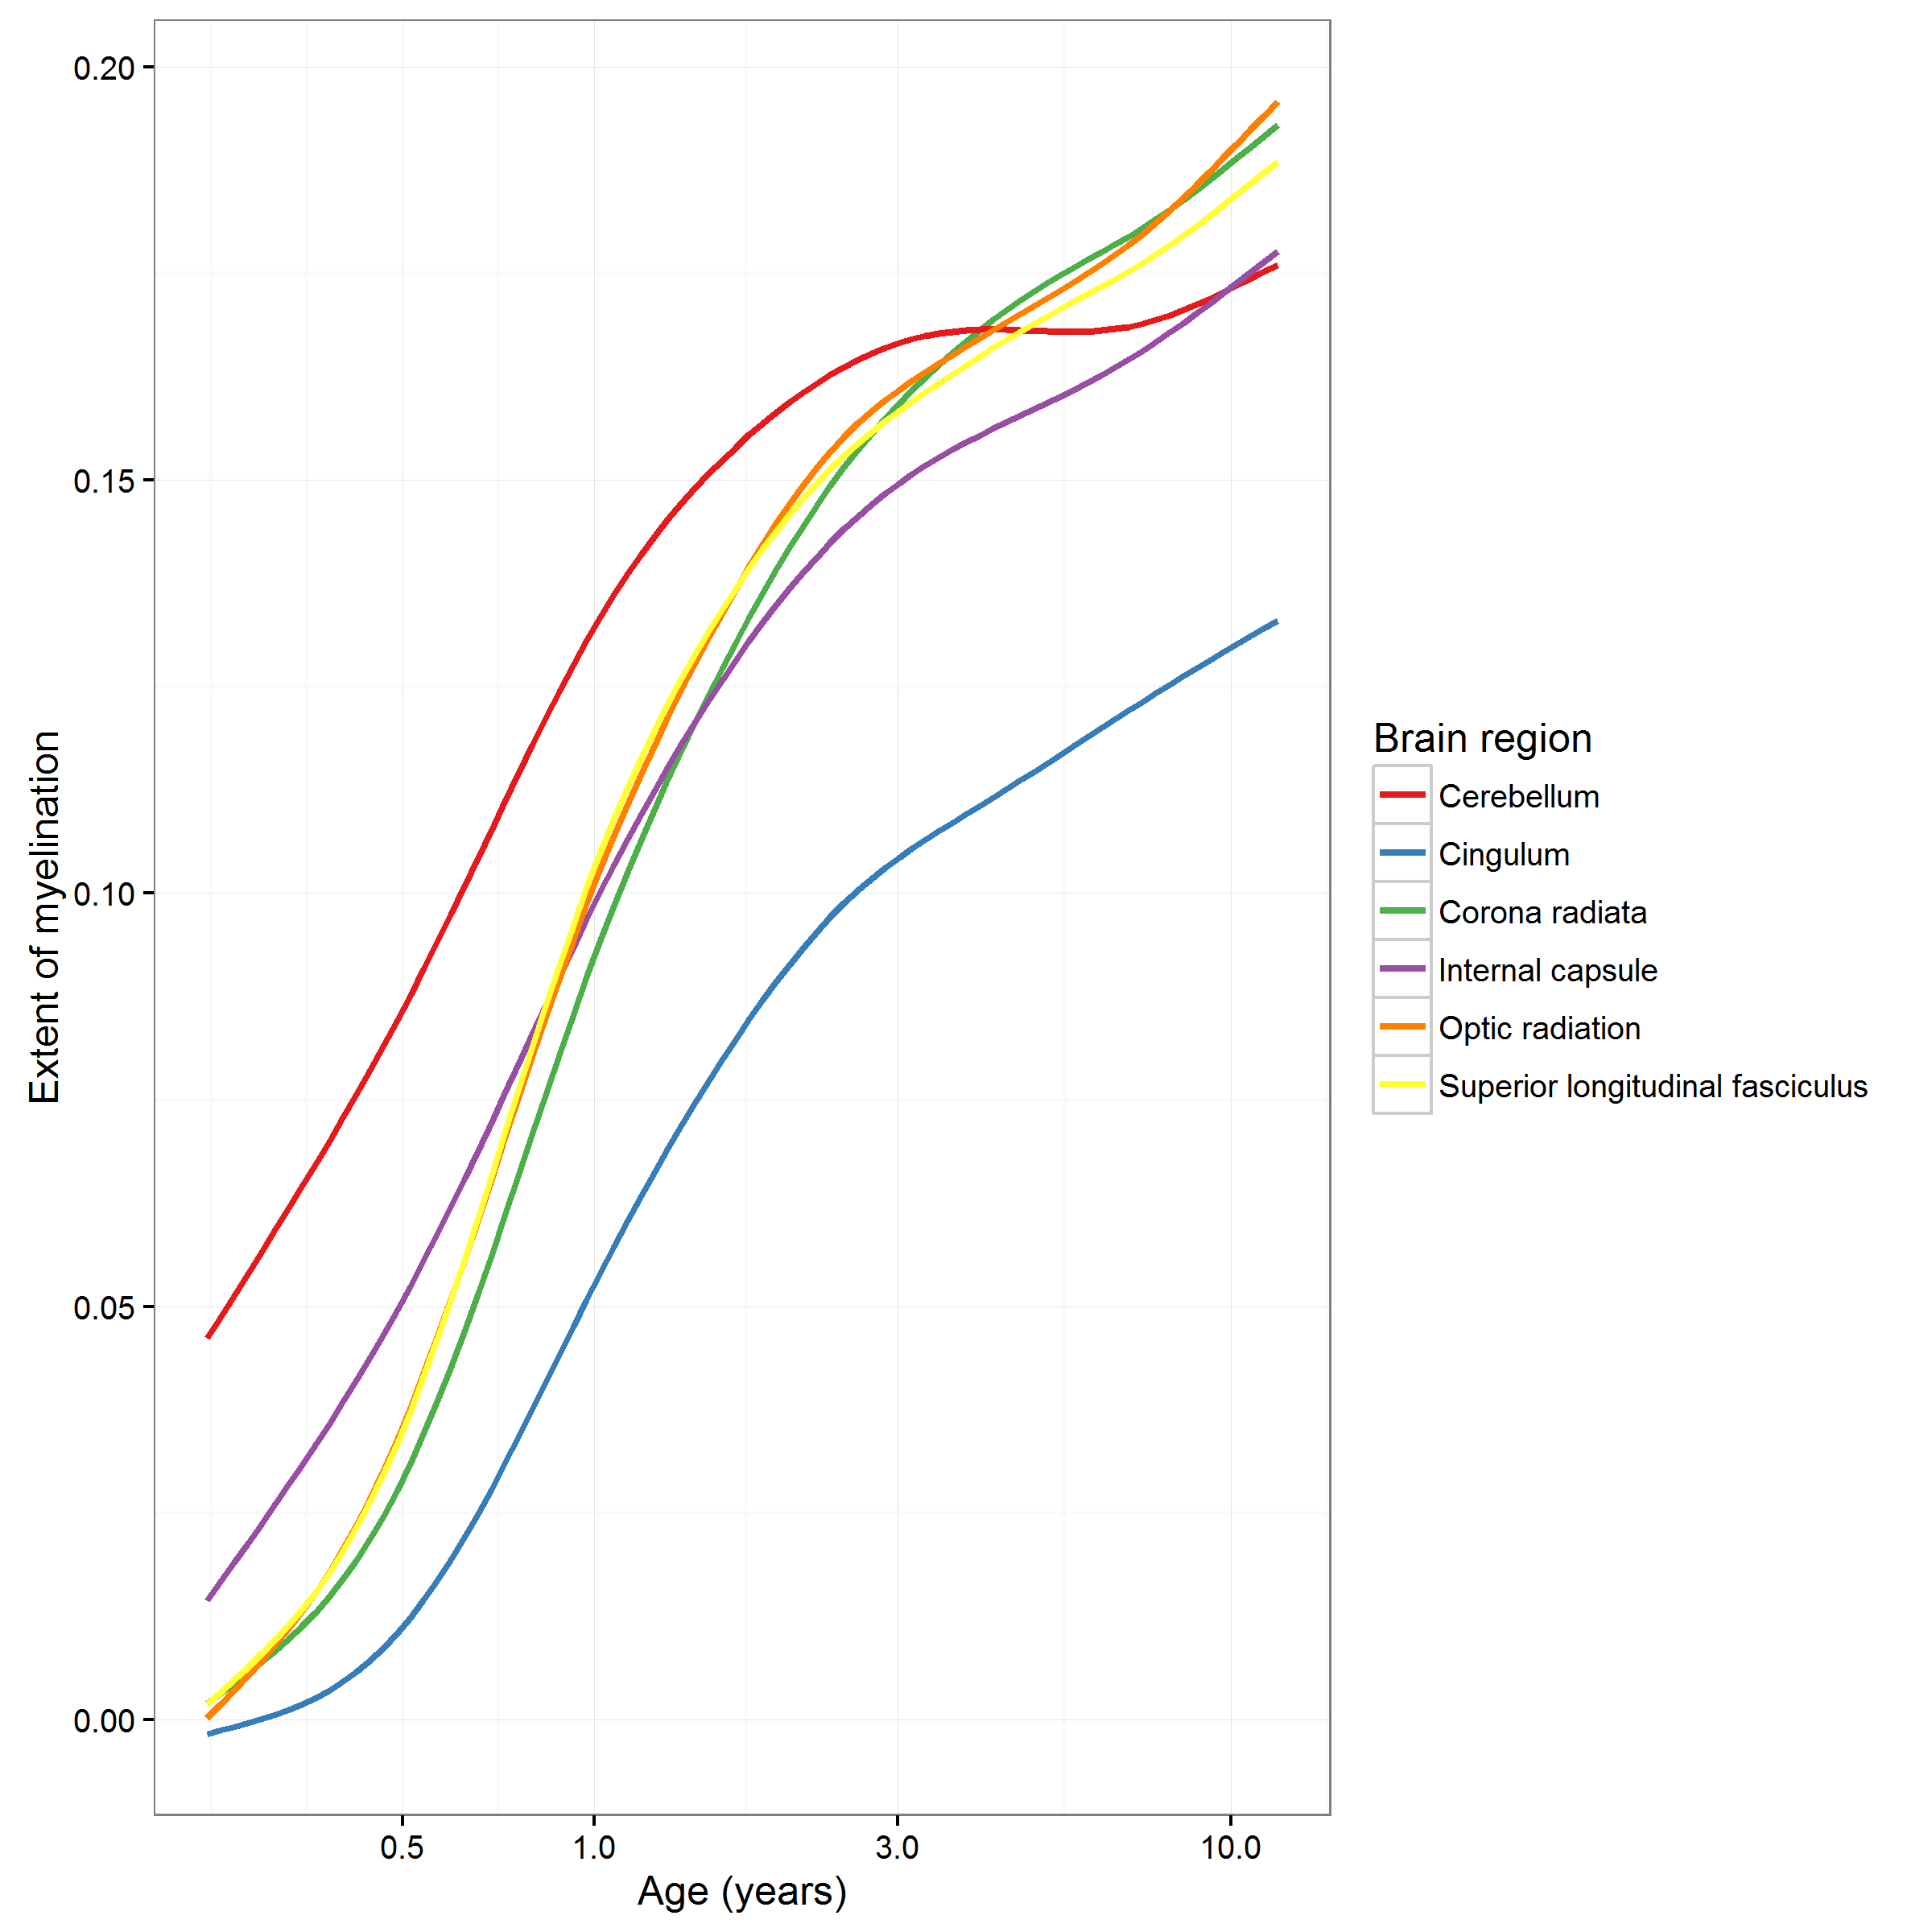 0.20
0.15
0.10
0.05
0.00
Extent of myelination
0.5 1.0 3.0 10.0
Age (years)
Brain region
Cerebellum
Cingulum
Corona radiata
Internal capsule
Optic radiation
Superior longitudinal fasciculus